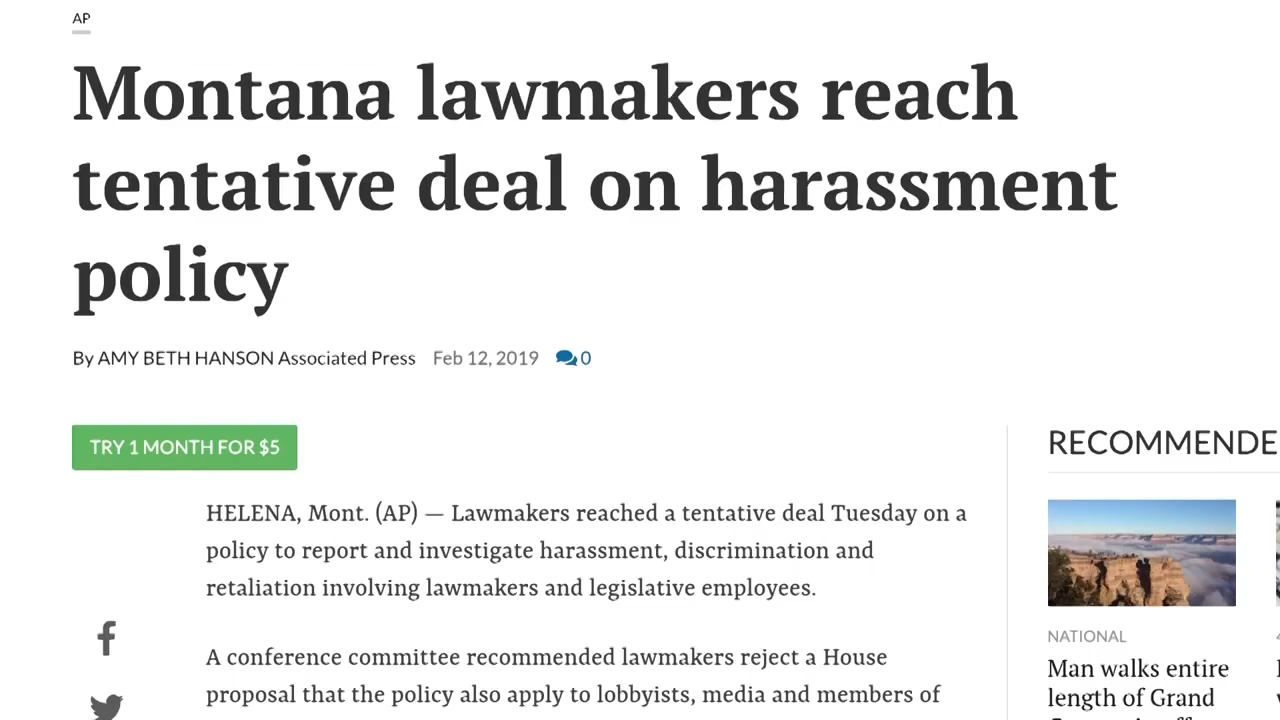 AP
Montana lawmakers reach
tentative deal on harassment
policy
By AMY BETH HANSON Associated Press Feb 12, 2019 0
TRY 1 MONTH FOR $5
HELENA, Mont. (AP) — Lawmakers reached a tentative deal Tuesday on a
policy to report and investigate harassment, discrimination and
retaliation involving lawmakers and legislative employees.
A conference committee recommended lawmakers reject a House
proposal that the policy also apply to lobbyists, media and members of
RECOMMENDE
NATIONAL
Man walks entire
length of Grand